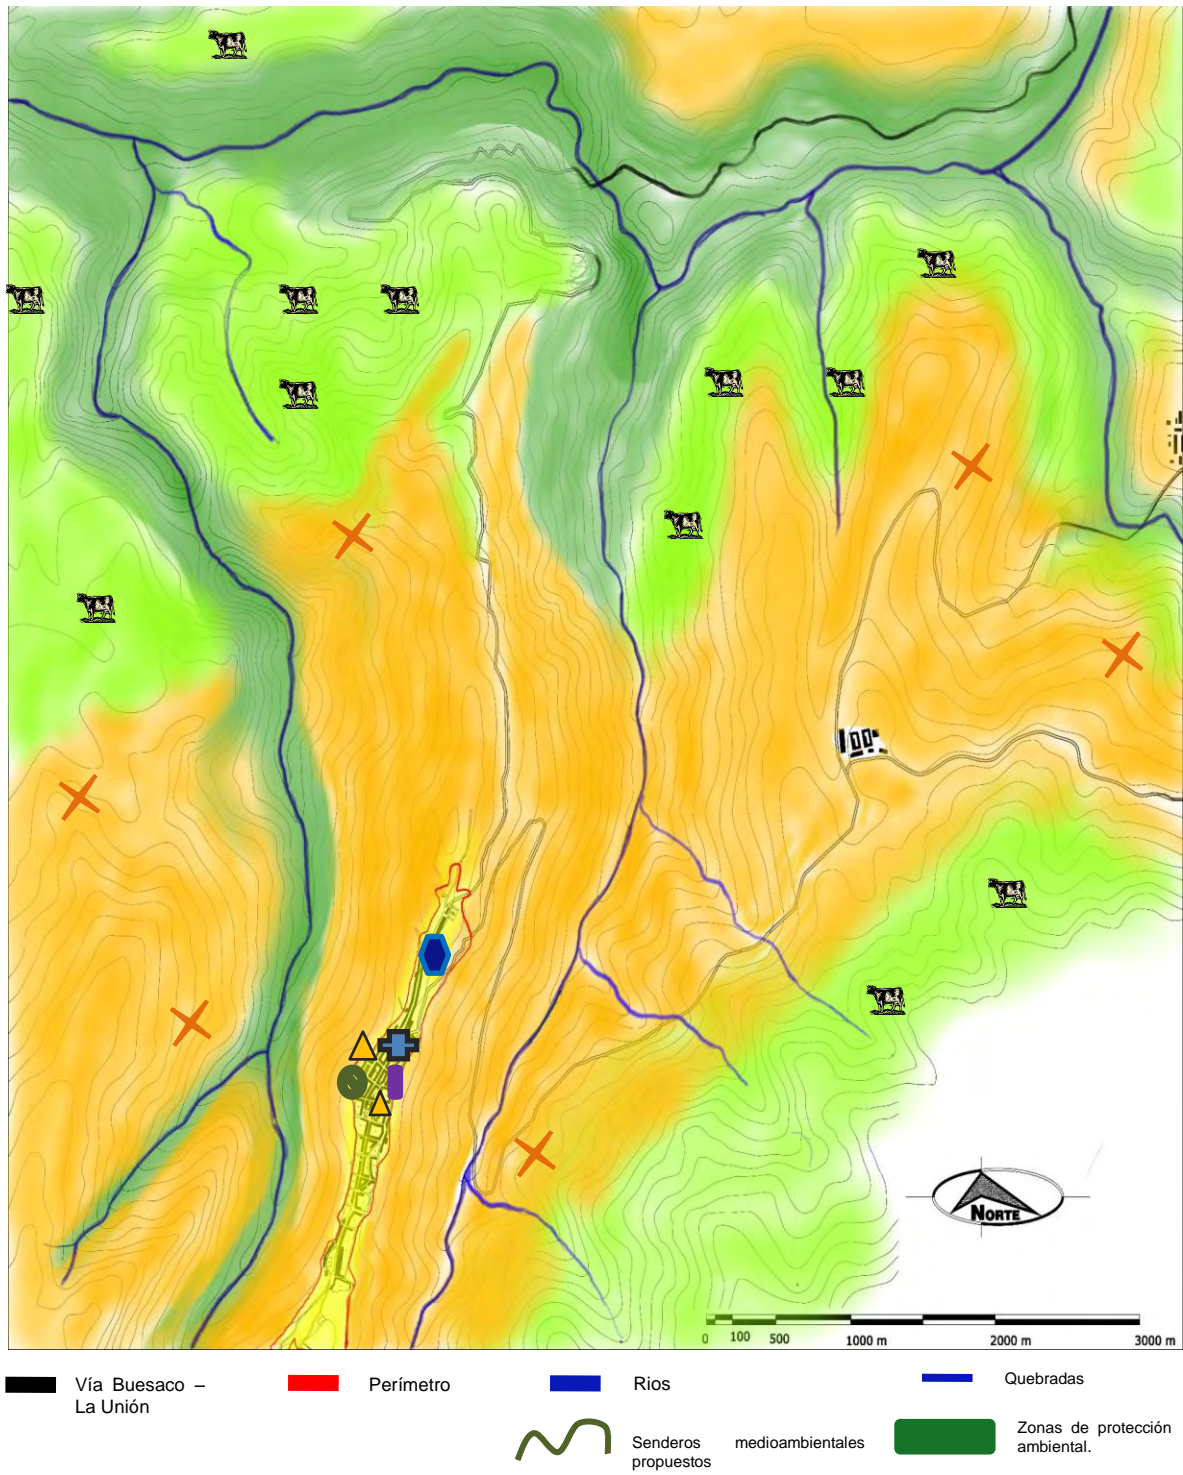 NORTE
0 100 500 1000 m 2000 m 3000 m
Vía Buesaco –
La Unión
Perímetro
Rios
Quebradas
Senderos medioambientales
propuestos
Zonas de protección
ambiental.